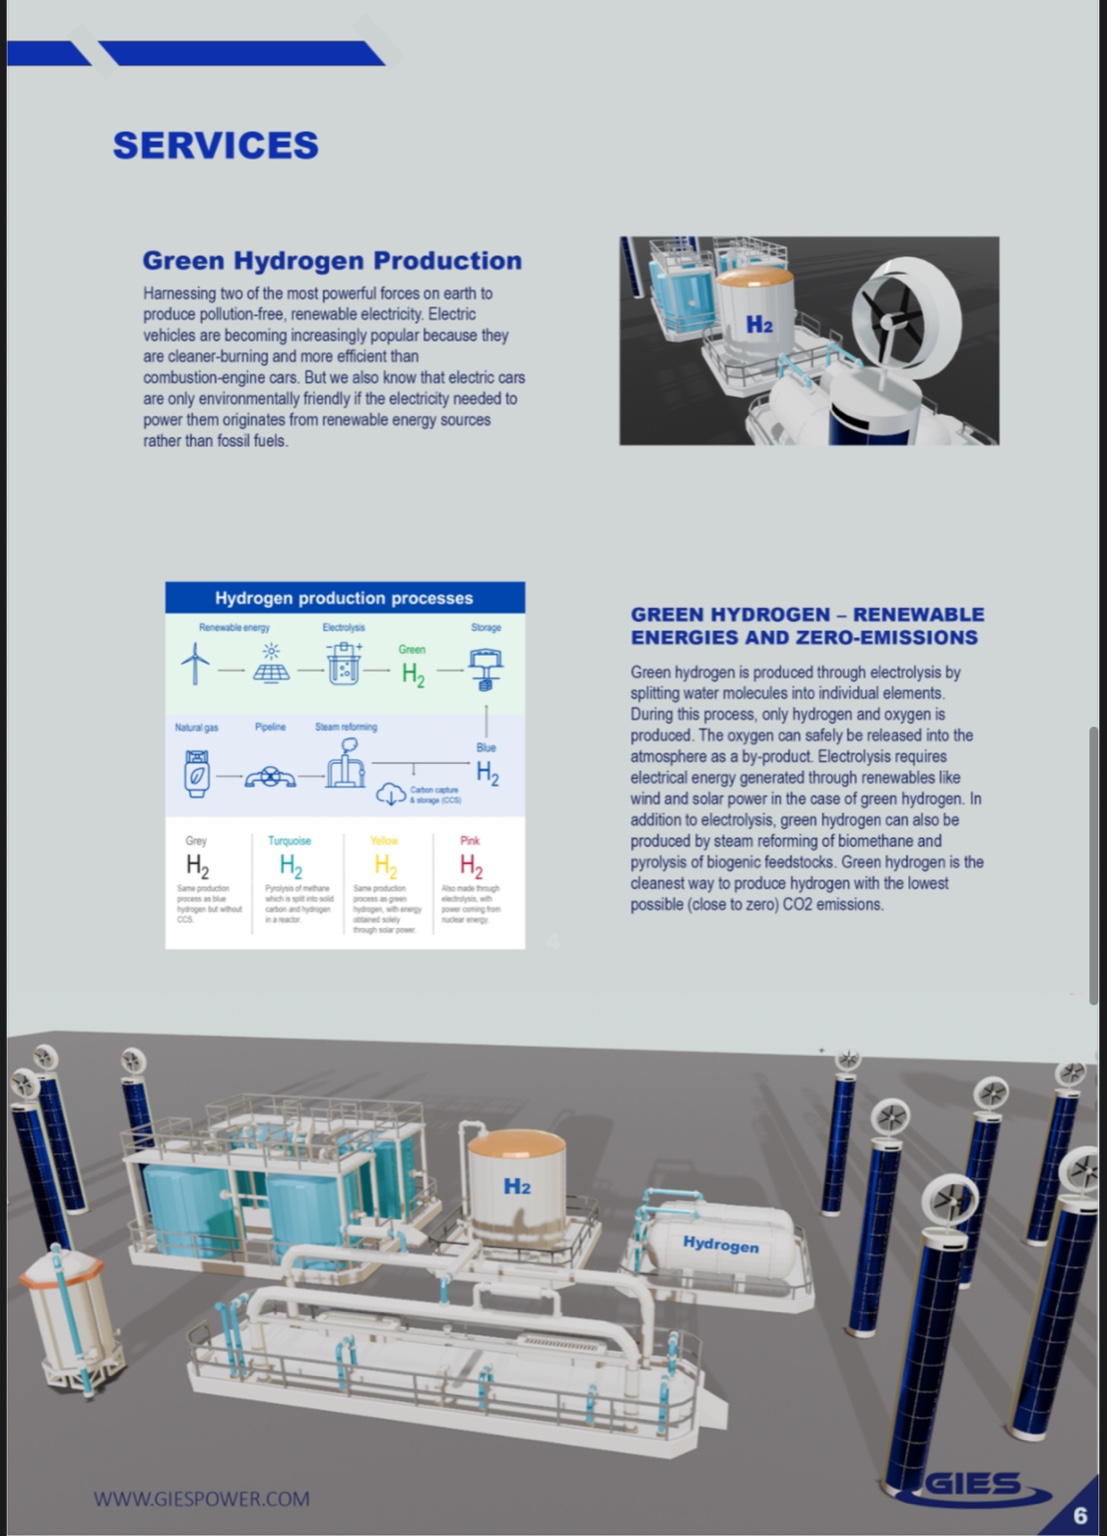 SERVICES
Green Hydrogen Production
Harnessing two of the most powerful forces on earth to
produce pollution-free, renewable electricity. Electric
vehicles are becoming increasingly popular because they
are cleaner-burning and more efficient than
combustion-engine cars. But we also know that electric cars
are only environmentally friendly if the electricity needed to
power them originates from renewable energy sources
rather than fossil fuels.
H2
Hydrogen production processes
Renewable energy
Electrolysis
Storage
Green
H2
Natural gas
Pipeline
Steam reforming
Blue
H2
Carbon capture
& storage (CCS)
Grey
H2
Same production
process as blue
hydrogen but without
CCS.
Turquoise
H2
Pyrolysis of methane
which is split into solid
carbon and hydrogen
in a reactor.
Yellow
H2
Same production
process as green
hydrogen, with energy
obtained solely
through solar power.
Pink
H2
Also made through
electrolysis, with
power coming from
nuclear energy.
4
GREEN HYDROGEN – RENEWABLE
ENERGIES AND ZERO-EMISSIONS
Green hydrogen is produced through electrolysis by
splitting water molecules into individual elements.
During this process, only hydrogen and oxygen is
produced. The oxygen can safely be released into the
atmosphere as a by-product. Electrolysis requires
electrical energy generated through renewables like
wind and solar power in the case of green hydrogen. In
addition to electrolysis, green hydrogen can also be
produced by steam reforming of biomethane and
pyrolysis of biogenic feedstocks. Green hydrogen is the
cleanest way to produce hydrogen with the lowest
possible (close to zero) CO2 emissions.
H2
Hydrogen
WWW.GIESPOWER.COM
GIES
6